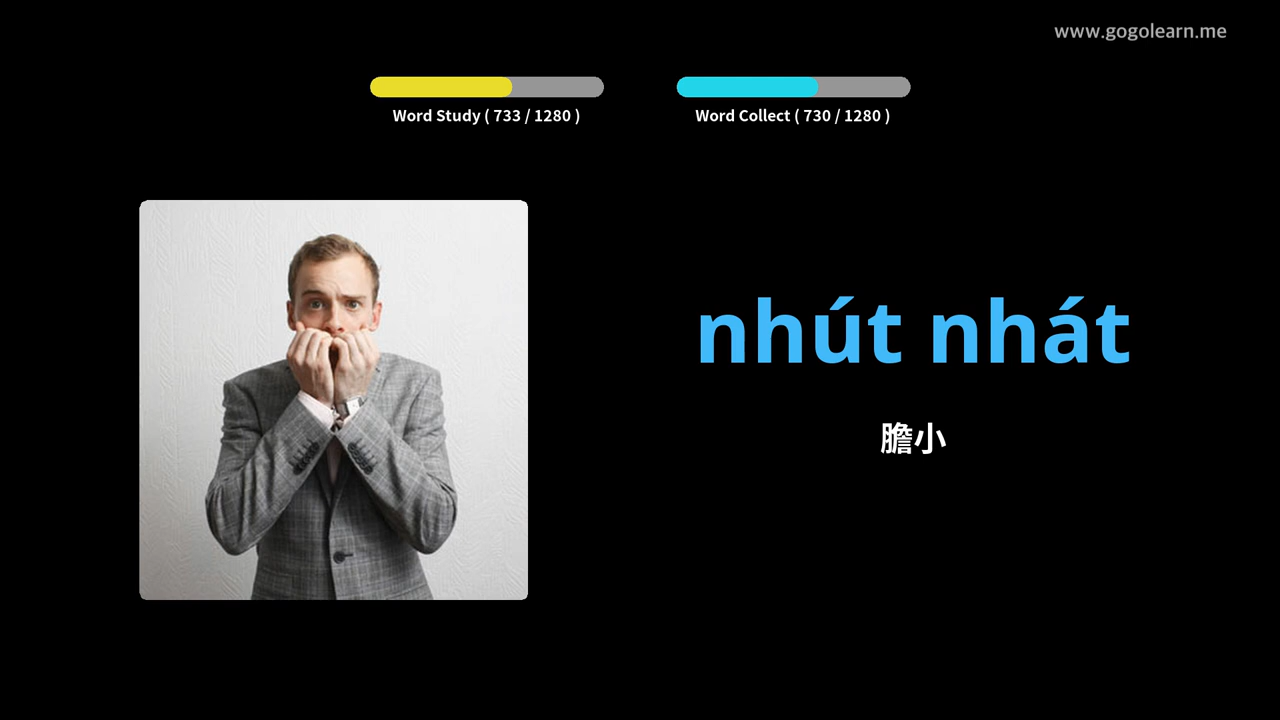 www.gogolearn.me
Word Study ( 733 / 1280 )
Word Collect ( 730 / 1280 )
nhút nhát
膽小